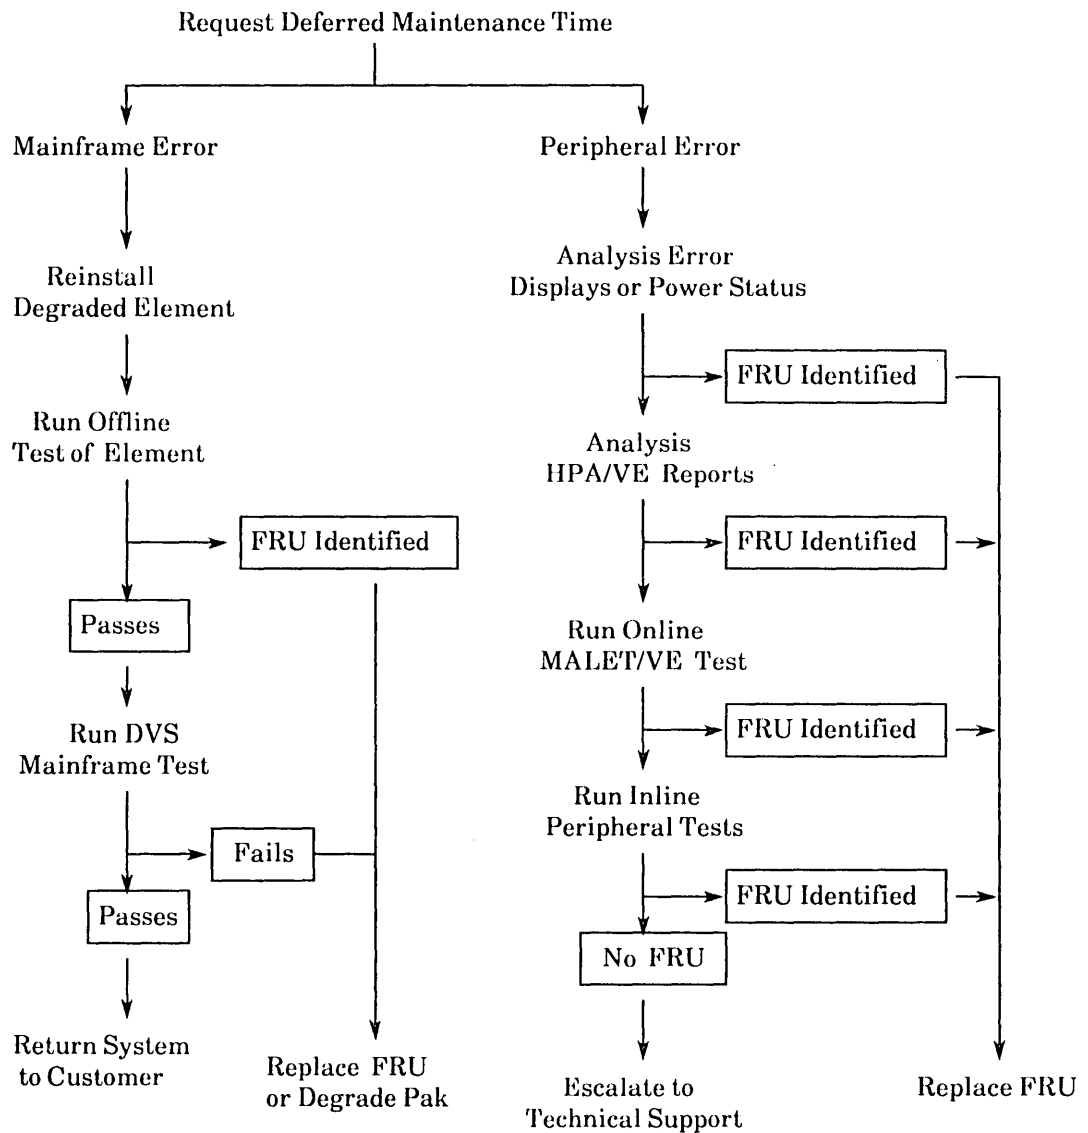 Request Deferred Maintenance Time
Mainframe Error
Reinstall
Degraded Element
Run Offline
Test of Element
FRU Identified
Passes
Run DVS
Mainframe Test
Fails
Passes
Return System
to Customer
Replace FRU
or Degrade Pak
Peripheral Error
Analysis Error
Displays or Power Status
FRU Identified
Analysis
HPA/VE Reports
FRU Identified
Run Online
MALET/VE Test
FRU Identified
Run Inline
Peripheral Tests
FRU Identified
No FRU
Escalate to
Technical Support
Replace FRU